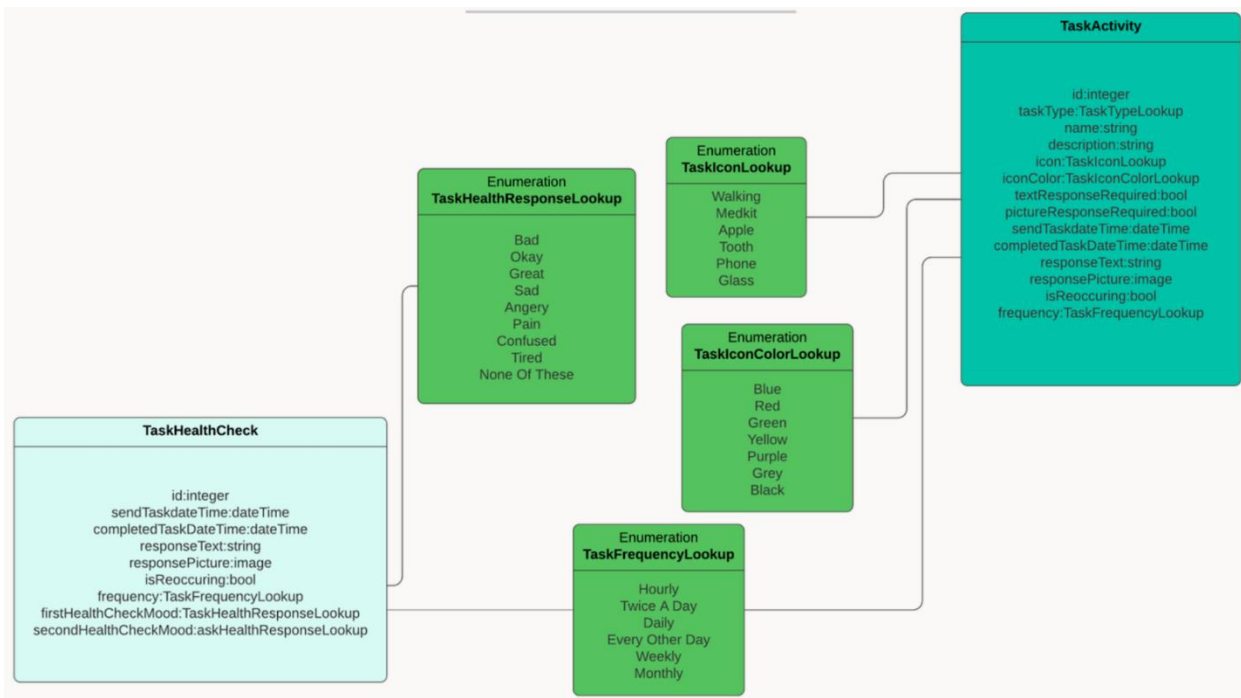 TaskActivity
id:integer
taskType:TaskTypeLookup
name:string
description:string
icon:TaskIconLookup
iconColor:TaskIconColorLookup
textResponseRequired:bool
pictureResponseRequired:bool
sendTaskdateTime:dateTime
completedTaskDateTime:dateTime
responseText:string
responsePicture:image
isReoccuring:bool
frequency:TaskFrequencyLookup
Enumeration
TaskIconLookup
Walking
Medkit
Apple
Tooth
Phone
Glass
Enumeration
TaskHealthResponseLookup
Bad
Okay
Great
Sad
Angery
Pain
Confused
Tired
None Of These
Enumeration
TaskIconColorLookup
Blue
Red
Green
Yellow
Purple
Grey
Black
TaskHealthCheck
id:integer
sendTaskdateTime:dateTime
completedTaskDateTime:dateTime
responseText:string
responsePicture:image
isReoccuring:bool
frequency:TaskFrequencyLookup
firstHealthCheckMood:TaskHealthResponseLookup
secondHealthCheckMood:askHealthResponseLookup
Enumeration
TaskFrequencyLookup
Hourly
Twice A Day
Daily
Every Other Day
Weekly
Monthly